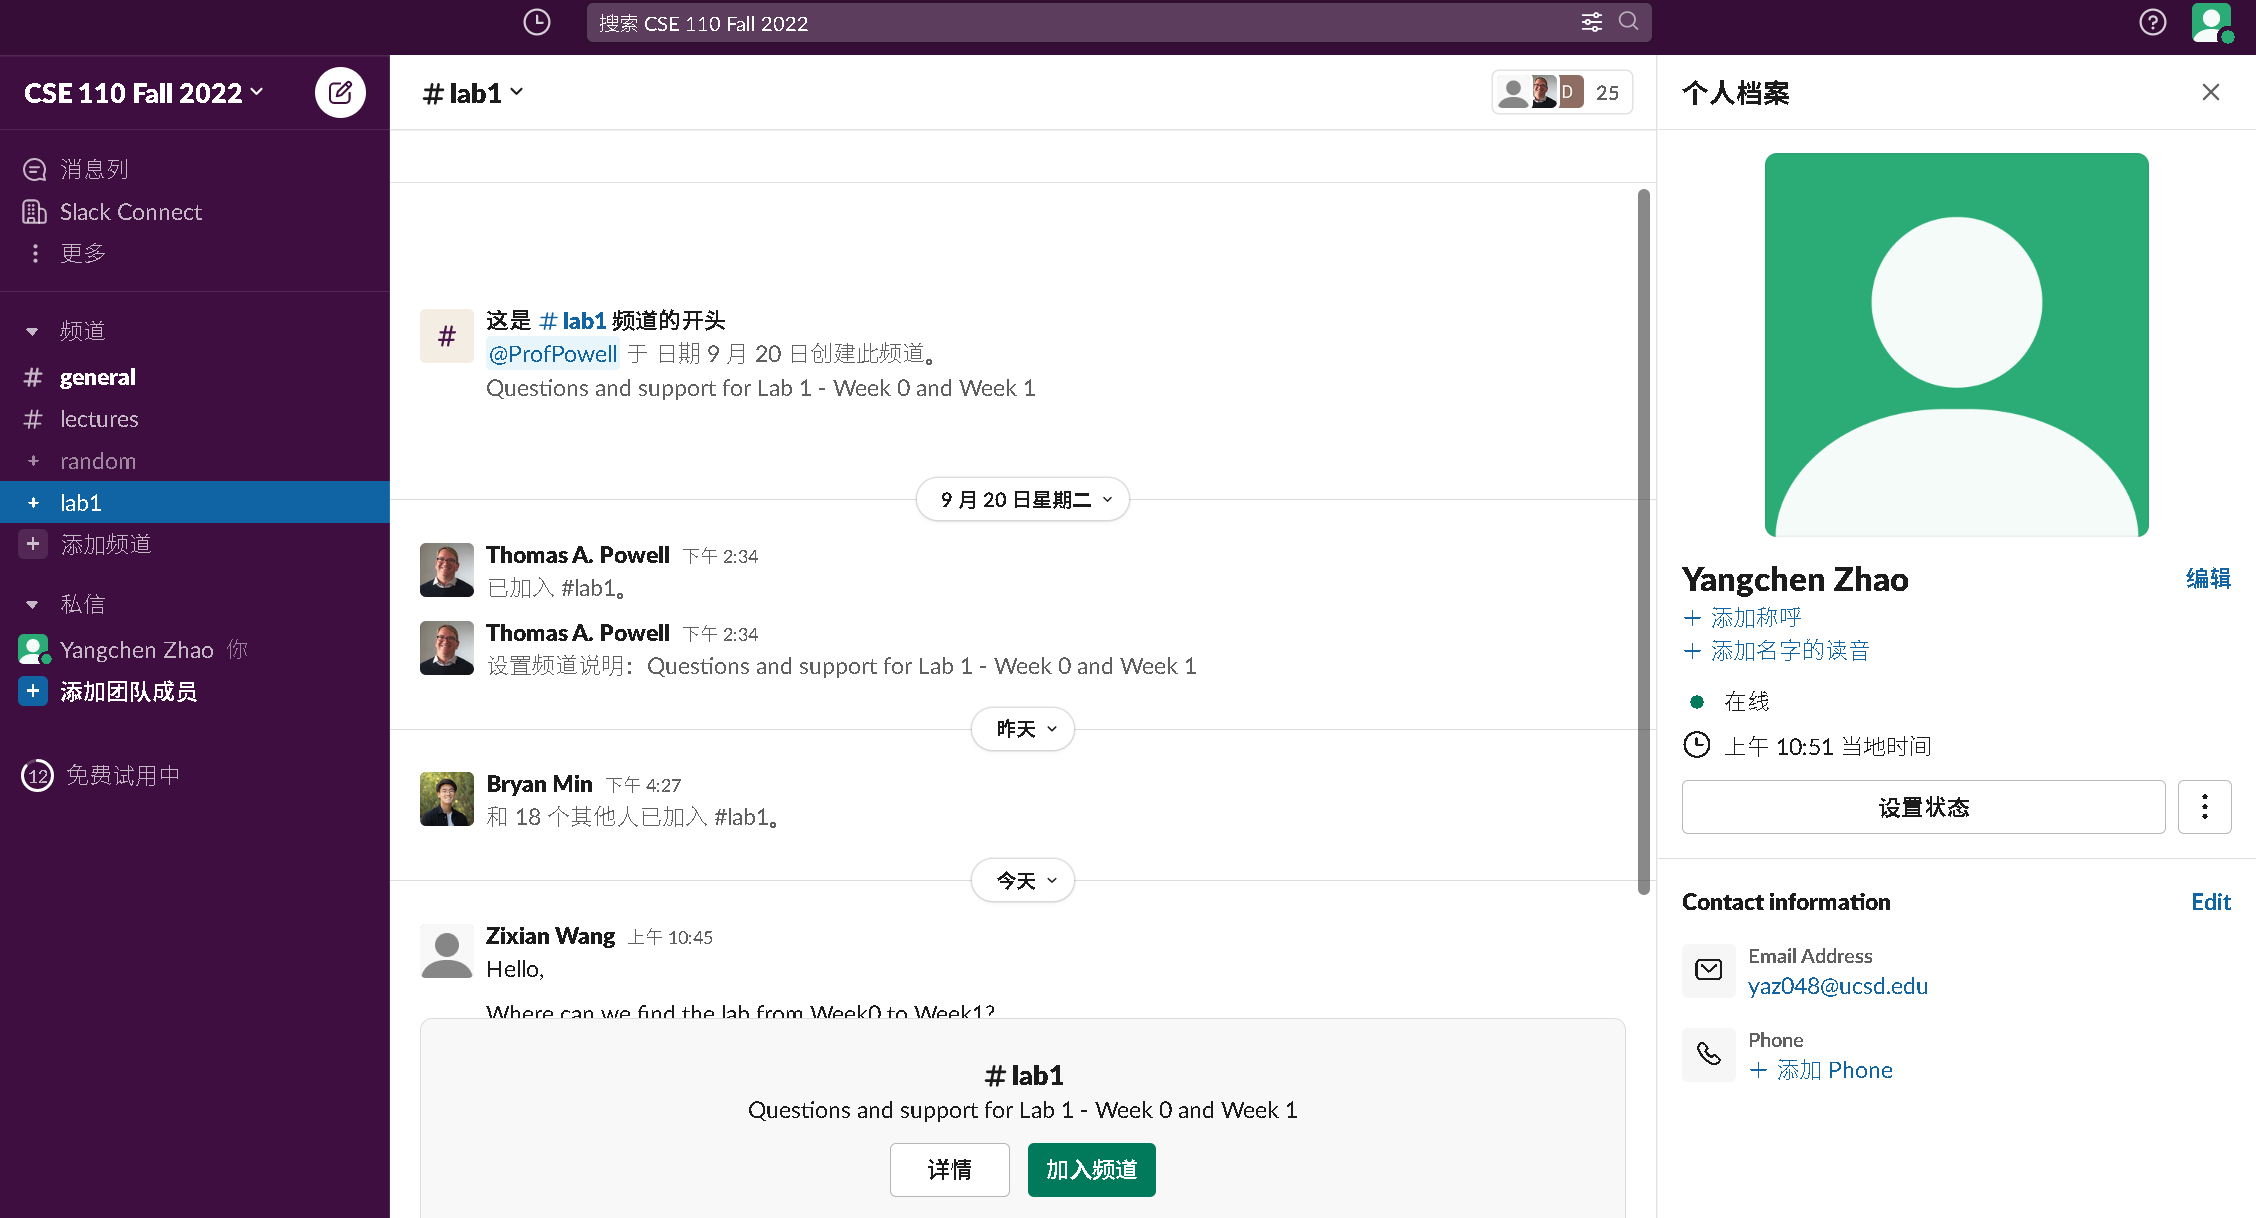 搜索 CSE 110 Fall 2022
CSE 110 Fall 2022
消息列
Slack Connect
更多
频道
# general
# lectures
+ random
+ lab1
+ 添加频道
私信
Yangchen Zhao 你
+ 添加团队成员
12 免费试用中
# lab1
D 25
#
这是 # lab1 频道的开头
@ProfPowell 于 日期 9 月 20 日创建此频道。
Questions and support for Lab 1 - Week 0 and Week 1
9 月 20 日星期二
Thomas A. Powell 下午 2:34
已加入 #lab1。
Thomas A. Powell 下午 2:34
设置频道说明：Questions and support for Lab 1 - Week 0 and Week 1
昨天
Bryan Min 下午 4:27
和 18 个其他人已加入 #lab1。
今天
Zixian Wang 上午 10:45
Hello,
Where can we find the lab from Week0 to Week1?
# lab1
Questions and support for Lab 1 - Week 0 and Week 1
详情
加入频道
个人档案
Yangchen Zhao
编辑
+ 添加称呼
+ 添加名字的读音
在线
上午 10:51 当地时间
设置状态
Contact information
Edit
Email Address
yaz048@ucsd.edu
Phone
+ 添加 Phone